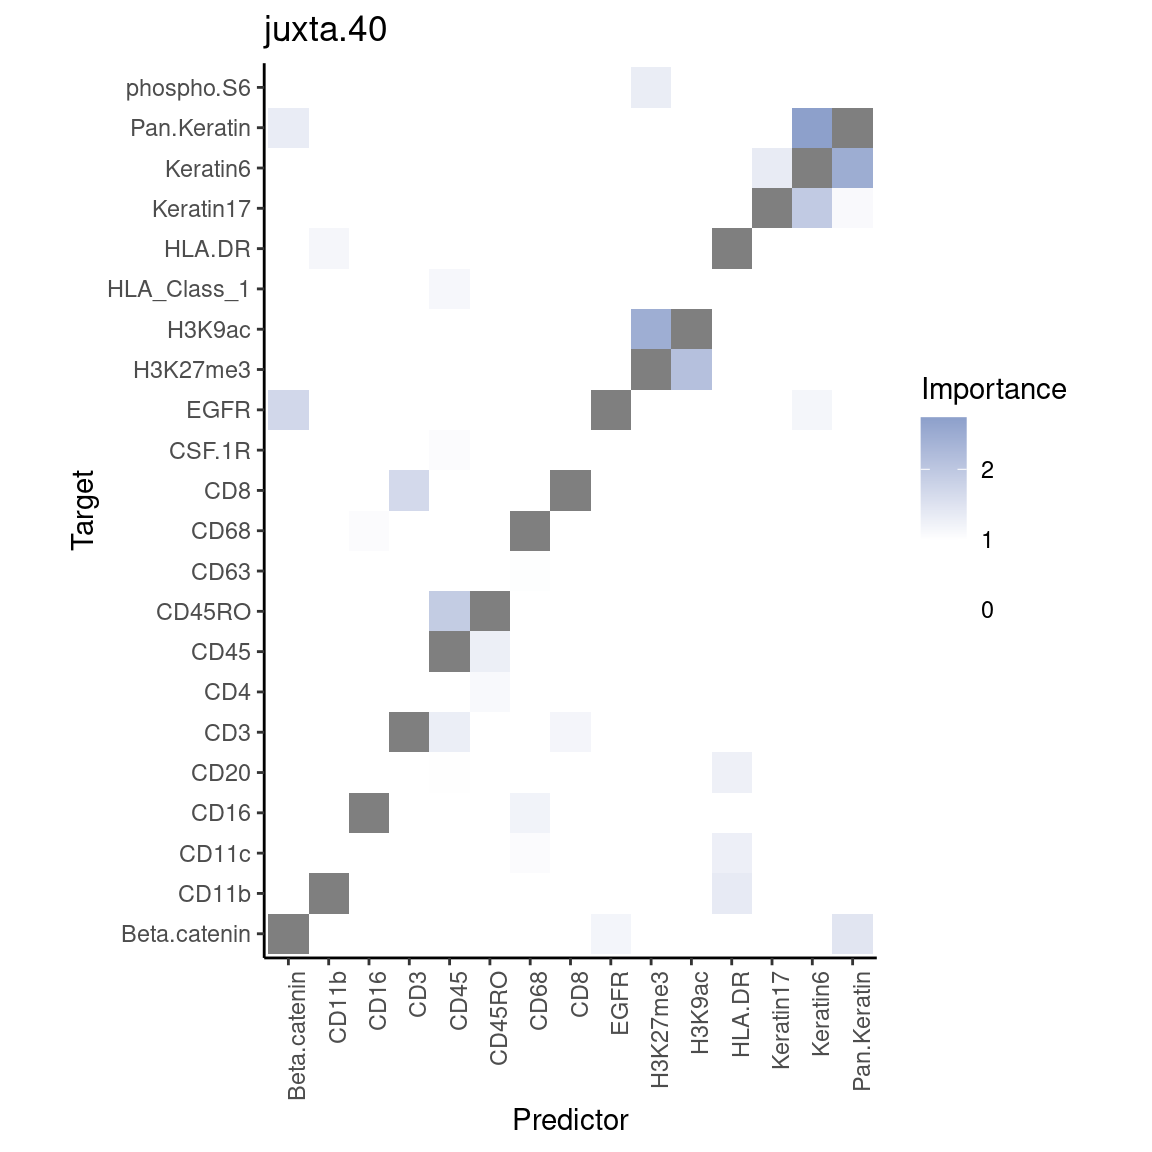 juxta.40
phospho.S6
Pan.Keratin
Keratin6
Keratin17
HLA.DR
HLA_Class_1
H3K9ac
H3K27me3
EGFR
CSF.1R
CD8
CD68
CD63
CD45RO
CD45
CD4
CD3
CD20
CD16
CD11c
CD11b
Beta.catenin
Target
Beta.catenin
CD11b
CD16
CD3
CD45
CD45RO
CD68
CD8
EGFR
H3K27me3
H3K9ac
HLA.DR
Keratin17
Keratin6
Pan.Keratin
Predictor
Importance
2
1
0